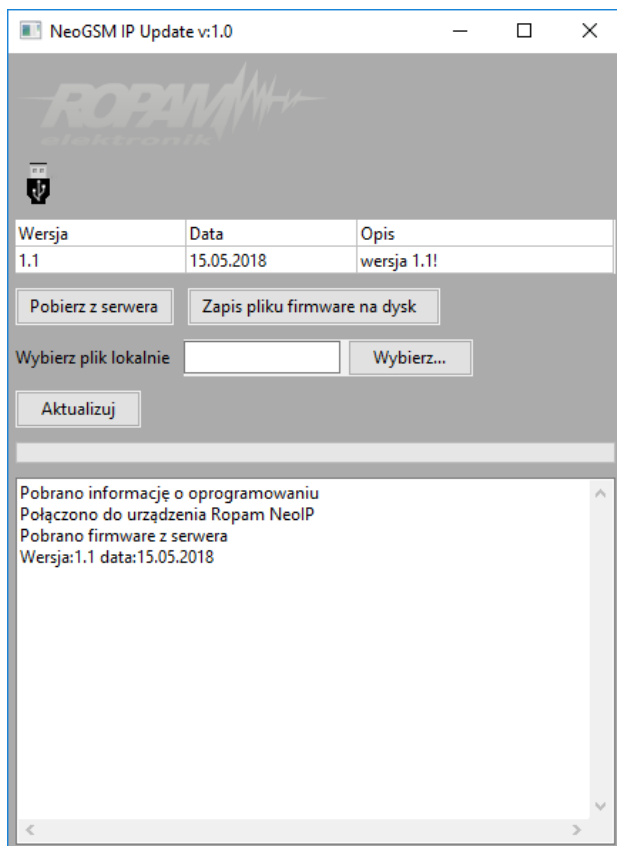 NeoGSM IP Update v:1.0
ROPAM
elektronik
Wersja Data Opis
1.1 15.05.2018 wersja 1.1!
Pobierz z serwera Zapis pliku firmware na dysk
Wybierz plik lokalnie Wybierz...
Aktualizuj
Pobrano informację o oprogramowaniu
Połączono do urządzenia Ropam NeoIP
Pobrano firmware z serwera
Wersja:1.1 data:15.05.2018